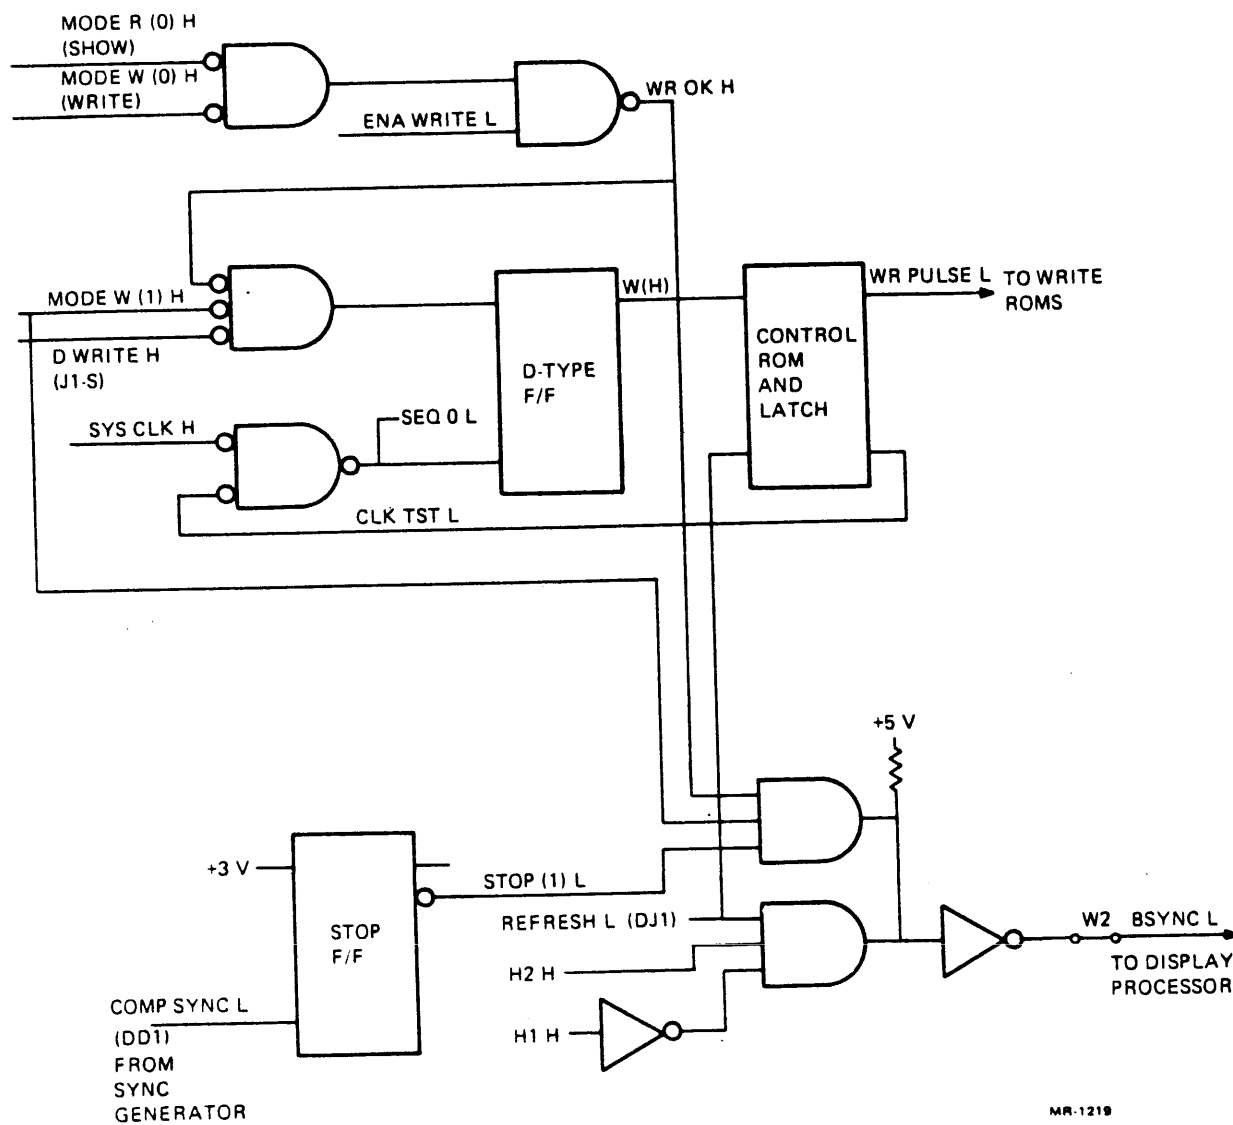 MODE R (0) H
(SHOW)
MODE W (0) H
(WRITE)
ENA WRITE L
WR OK H
MODE W (1) H
D WRITE H
(J1-S)
SYS CLK H
SEQ 0 L
CLK TST L
D-TYPE
F/F
W(H)
CONTROL
ROM
AND
LATCH
WR PULSE L
TO WRITE
ROMS
+5 V
+3 V
STOP
F/F
STOP (1) L
REFRESH L (DJ1)
H2 H
H1 H
COMP SYNC L
(DD1)
FROM
SYNC
GENERATOR
W2
BSYNC L
TO DISPLAY
PROCESSOR
MR-1219